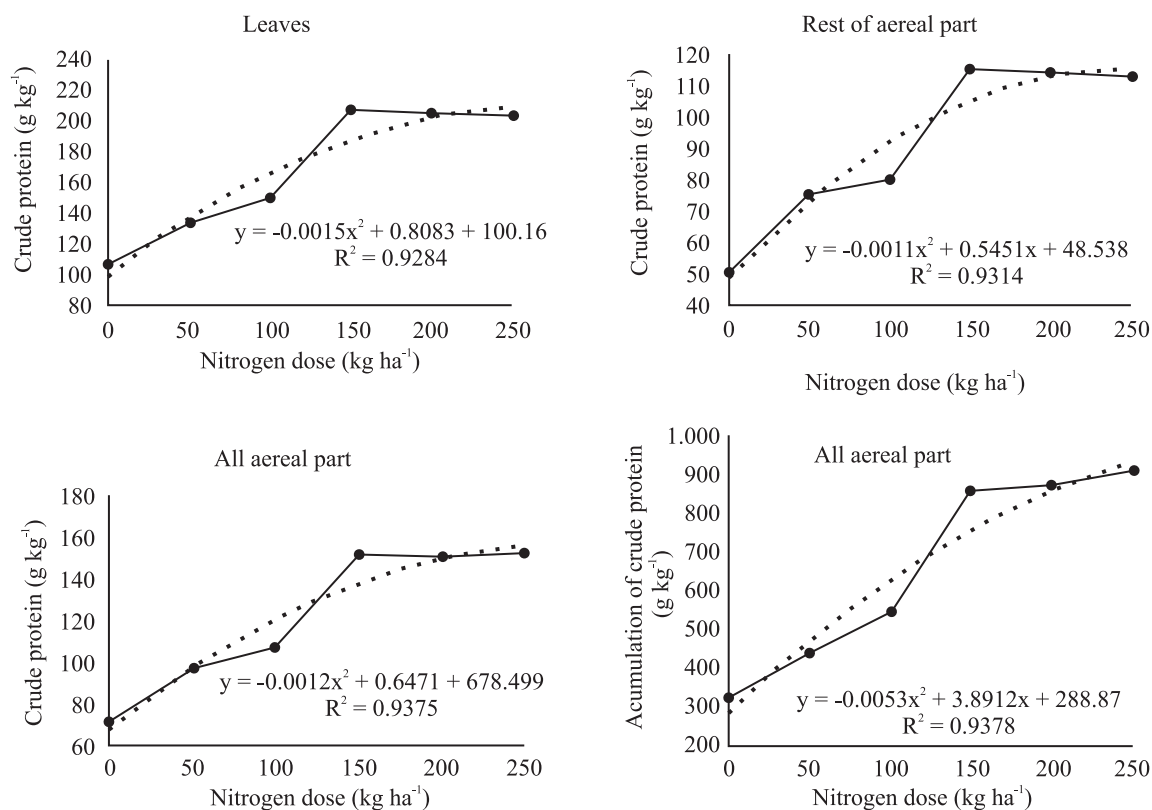 Leaves
Crude protein (g kg⁻¹)
240
220
200
180
160
140
120
100
80
y = -0.0015x² + 0.8083 + 100.16
R² = 0.9284
0 50 100 150 200 250
Nitrogen dose (kg ha⁻¹)
Rest of aereal part
Crude protein (g kg⁻¹)
120
110
100
90
80
70
60
50
40
y = -0.0011x² + 0.5451x + 48.538
R² = 0.9314
0 50 100 150 200 250
Nitrogen dose (kg ha⁻¹)
All aereal part
Crude protein (g kg⁻¹)
180
160
140
120
100
80
60
y = -0.0012x² + 0.6471 + 678.499
R² = 0.9375
0 50 100 150 200 250
Nitrogen dose (kg ha⁻¹)
All aereal part
Acumulation of crude protein
(g kg⁻¹)
1.000
900
800
700
600
500
400
300
200
y = -0.0053x² + 3.8912x + 288.87
R² = 0.9378
0 50 100 150 200 250
Nitrogen dose (kg ha⁻¹)